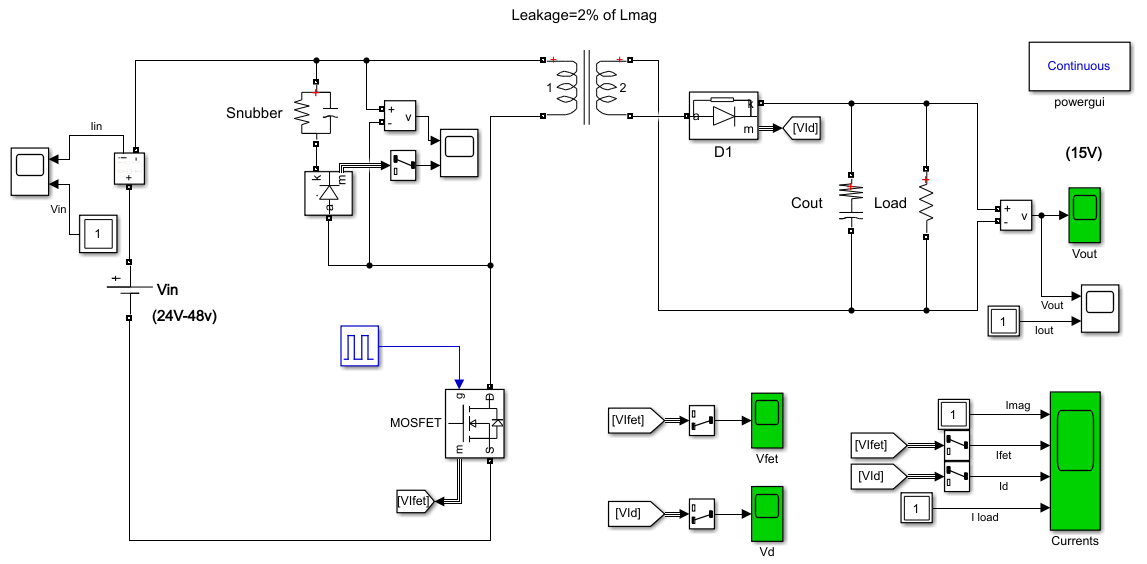 Leakage=2% of Lmag
Continuous
powergui
1
2
Snubber
+
-
v
k
m
a
Iin
-
+
Vin
1
a
k
m
[VId]
D1
(15V)
Cout
Load
+
-
v
Vout
Vin
(24V-48v)
Vout
1
Iout
MOSFET
g
D
m
S
[VIfet]
[VIfet]
Vfet
[VId]
Vd
1
Imag
[VIfet]
Ifet
[VId]
Id
1
I load
Currents